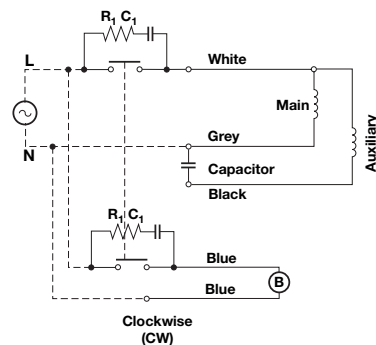 R1 C1
L
White
Main
Auxiliary
N
Grey
Capacitor
Black
R1 C1
Blue
B
Blue
Clockwise
(CW)